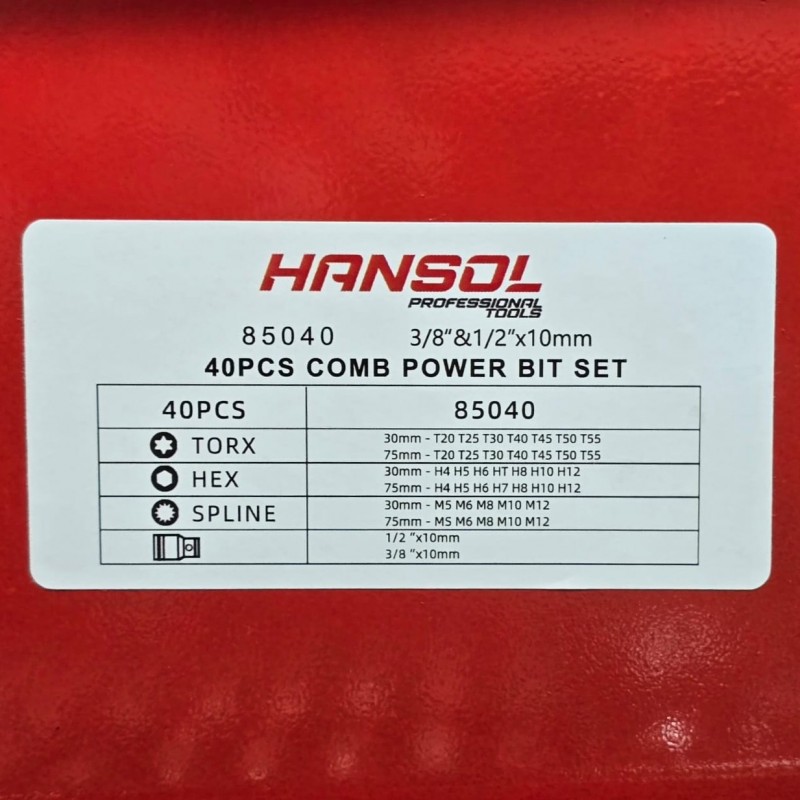 HANSOL
PROFESSIONAL
TOOLS
85040 3/8"&1/2"x10mm
40PCS COMB POWER BIT SET
40PCS 85040
TORX 30mm - T20 T25 T30 T40 T45 T50 T55
75mm - T20 T25 T30 T40 T45 T50 T55
HEX 30mm - H4 H5 H6 HT H8 H10 H12
75mm - H4 H5 H6 H7 H8 H10 H12
SPLINE 30mm - M5 M6 M8 M10 M12
75mm - MS M6 M8 M10 M12
1/2 "x10mm
3/8 "x10mm